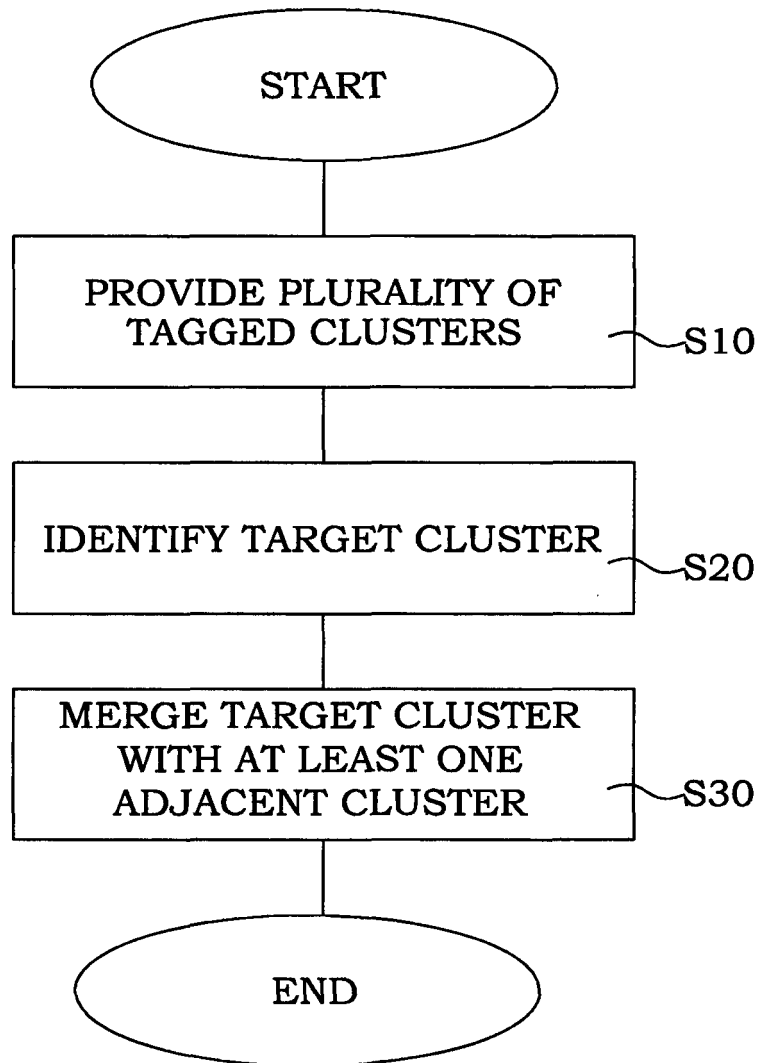 START
PROVIDE PLURALITY OF
TAGGED CLUSTERS
S10
IDENTIFY TARGET CLUSTER
S20
MERGE TARGET CLUSTER
WITH AT LEAST ONE
ADJACENT CLUSTER
S30
END